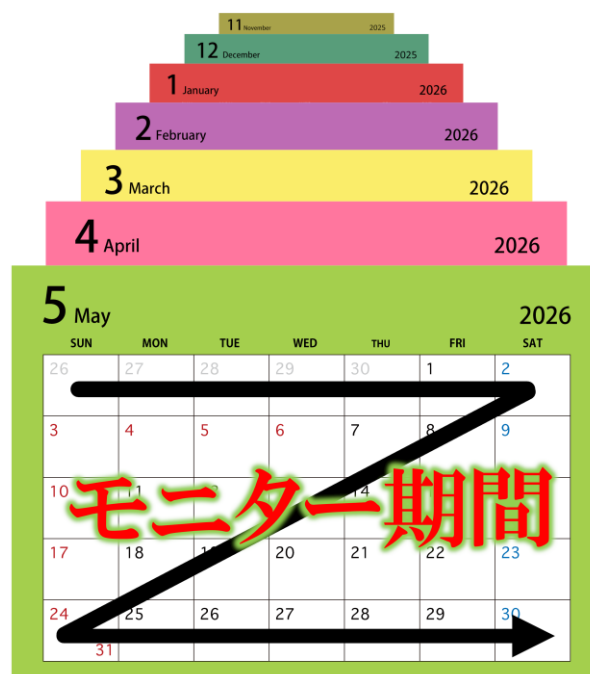 11 November 2025
12 December 2025
1 January 2026
2 February 2026
3 March 2026
4 April 2026
5 May 2026
SUN MON TUE WED THU FRI SAT
26 27 28 29 30 1 2
3 4 5 6 7 8 9
10 11 14
モニター期間
17 18 20 21 22 23
24 25 26 27 28 29 30
31